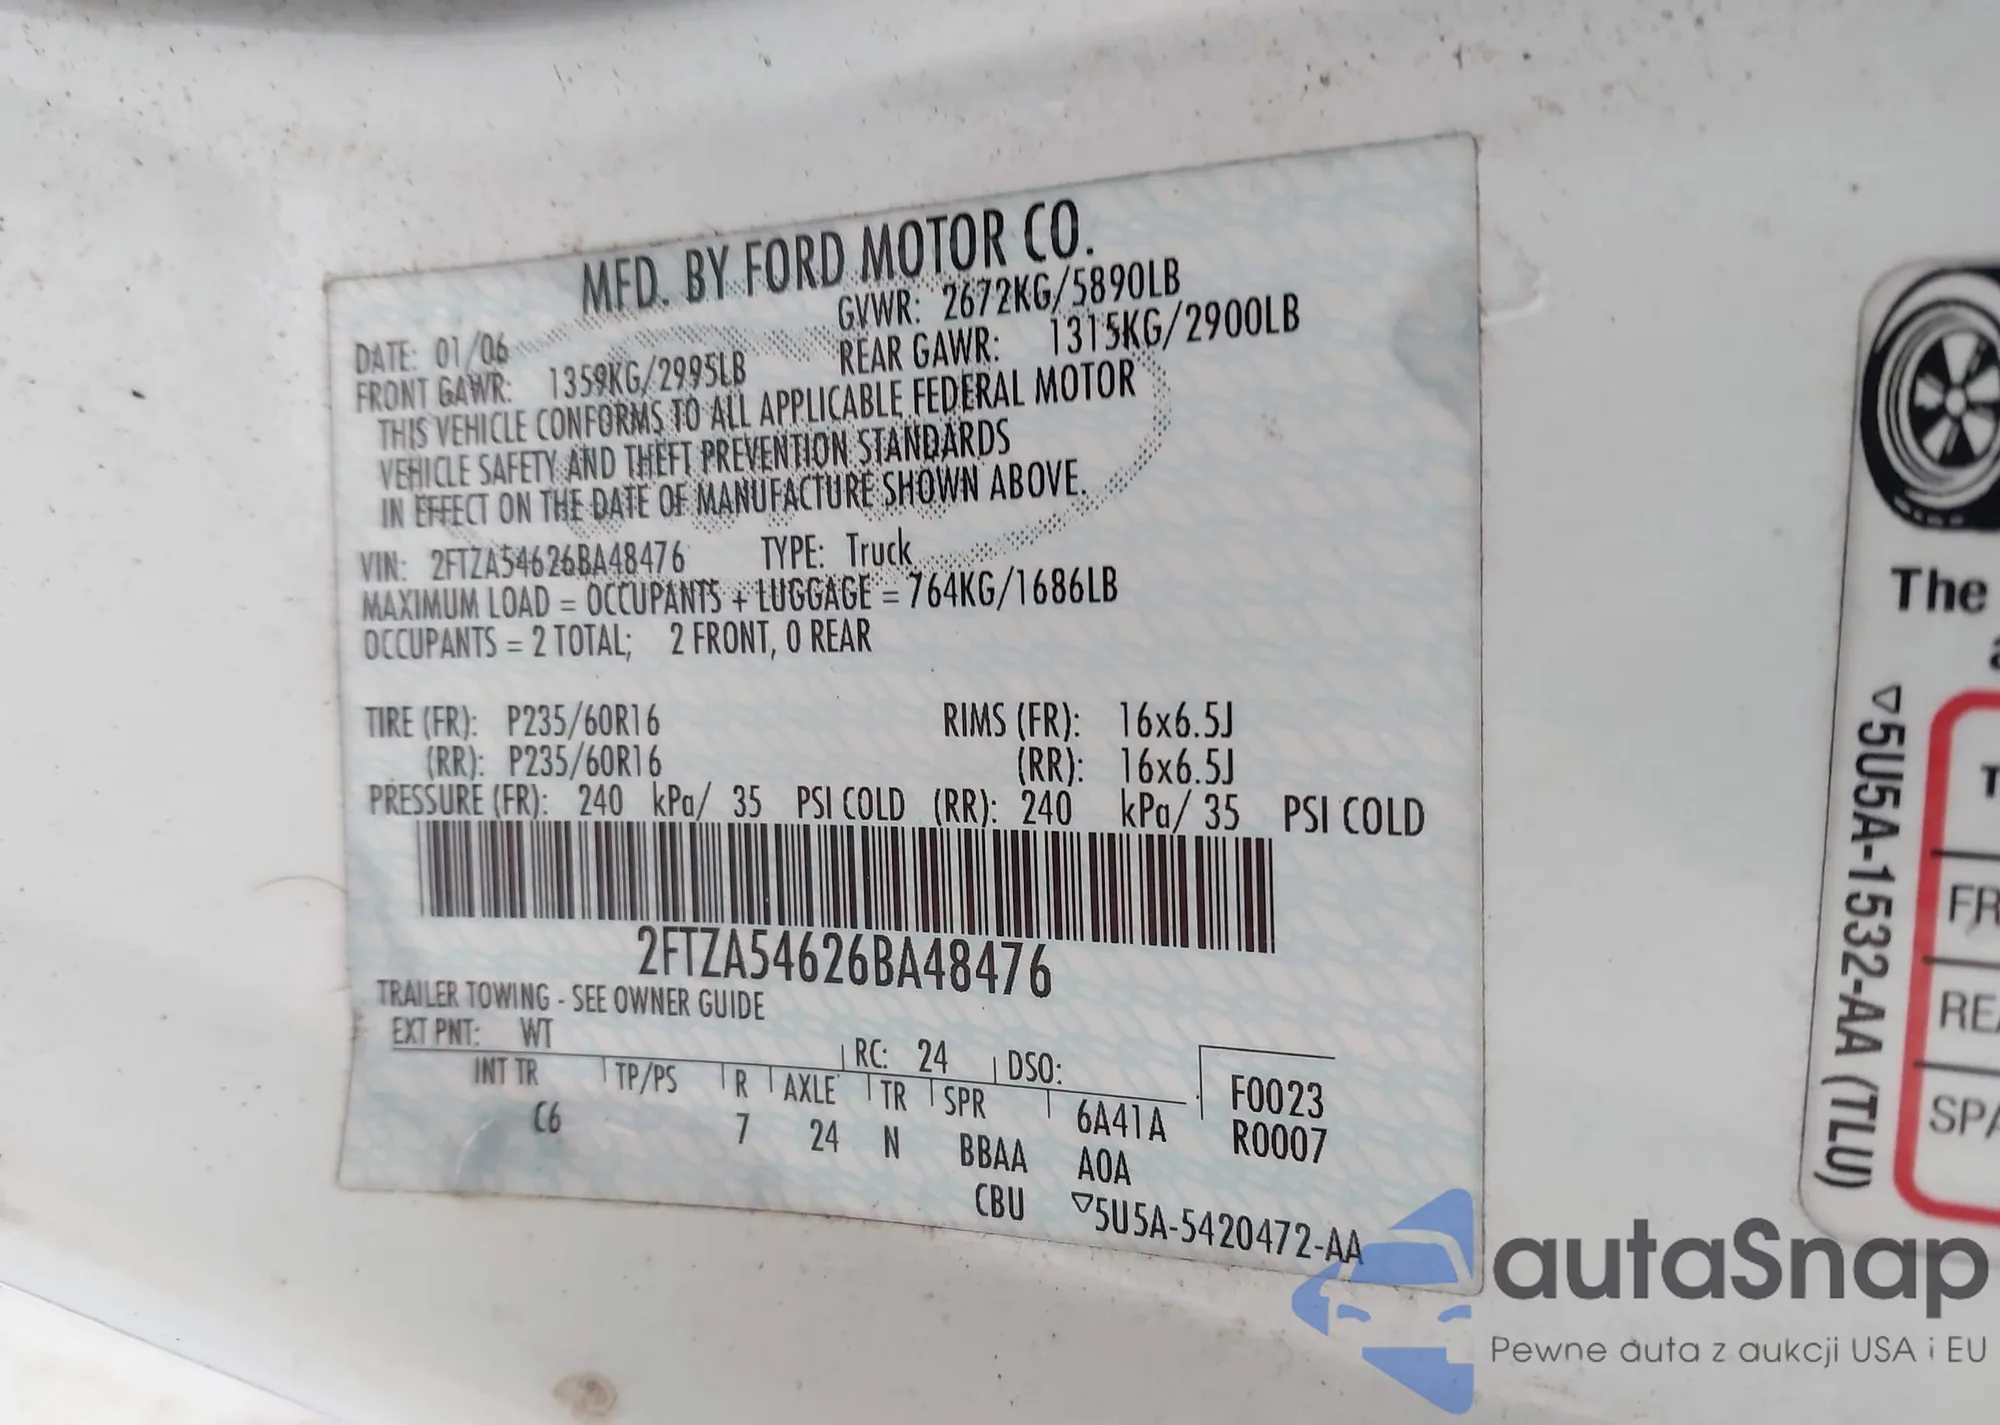 MFD. BY FORD MOTOR CO.
DATE: 01/06 GVWR: 2672KG/5890LB
FRONT GAWR: 1359KG/2995LB REAR GAWR: 1315KG/2900LB
THIS VEHICLE CONFORMS TO ALL APPLICABLE FEDERAL MOTOR
VEHICLE SAFETY AND THEFT PREVENTION STANDARDS
IN EFFECT ON THE DATE OF MANUFACTURE SHOWN ABOVE.
VIN: 2FTZA54626BA48476 TYPE: Truck
MAXIMUM LOAD = OCCUPANTS + LUGGAGE = 764KG/1686LB
OCCUPANTS = 2 TOTAL; 2 FRONT, 0 REAR
TIRE (FR): P235/60R16 RIMS (FR): 16x6.5J
(RR): P235/60R16 (RR): 16x6.5J
PRESSURE (FR): 240 kPa/ 35 PSI COLD (RR): 240 kPa/ 35 PSI COLD
2FTZA54626BA48476
TRAILER TOWING - SEE OWNER GUIDE
EXT PNT: WT RC: 24 DSO:
INT TR TP/PS R AXLE TR SPR 6A41A F0023
C6 7 24 N BBAA A0A R0007
CBU ▽5U5A-5420472-AA
The
▽5U5A-1532-AA (TLU)
autaSnap
Pewne auta z aukcji USA i EU